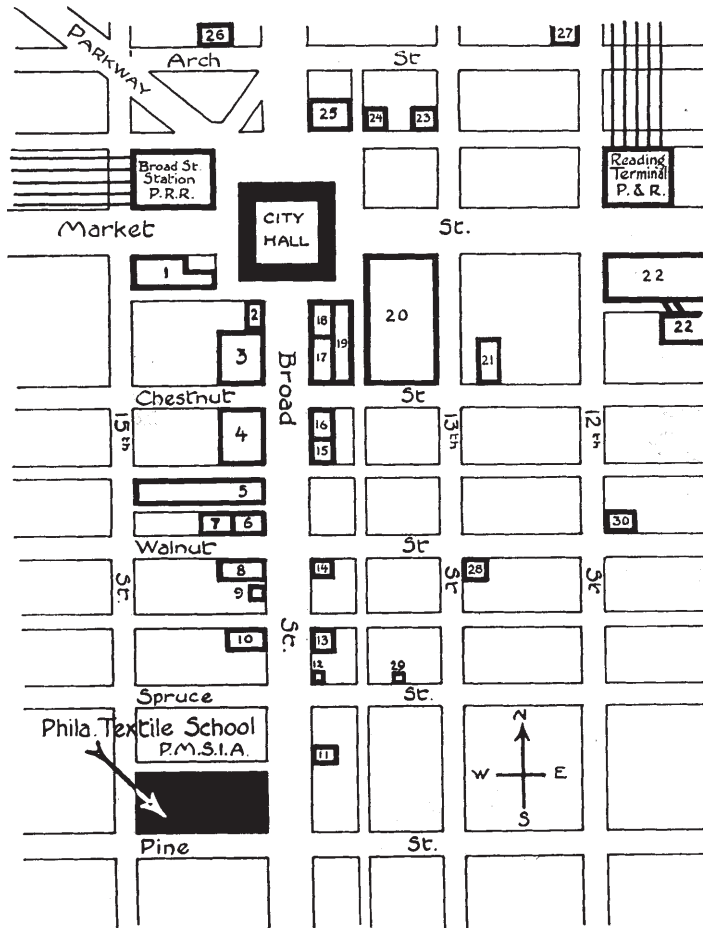 26
27
PARKWAY
Arch
St
25
24
23
Broad St.
Station
P.R.R.
Reading
Terminal
P. & R.
CITY
HALL
Market
St.
1
22
2
18
19
20
22
3
17
21
Broad
Chestnut
St
15th
4
16
13th
12th
15
5
7
6
30
Walnut
St
St.
8
14
St
28
St
9
St.
10
13
12
29
Spruce
St.
Phila. Textile School
P.M.S.I.A.
11
N
W
E
S
Pine
St.